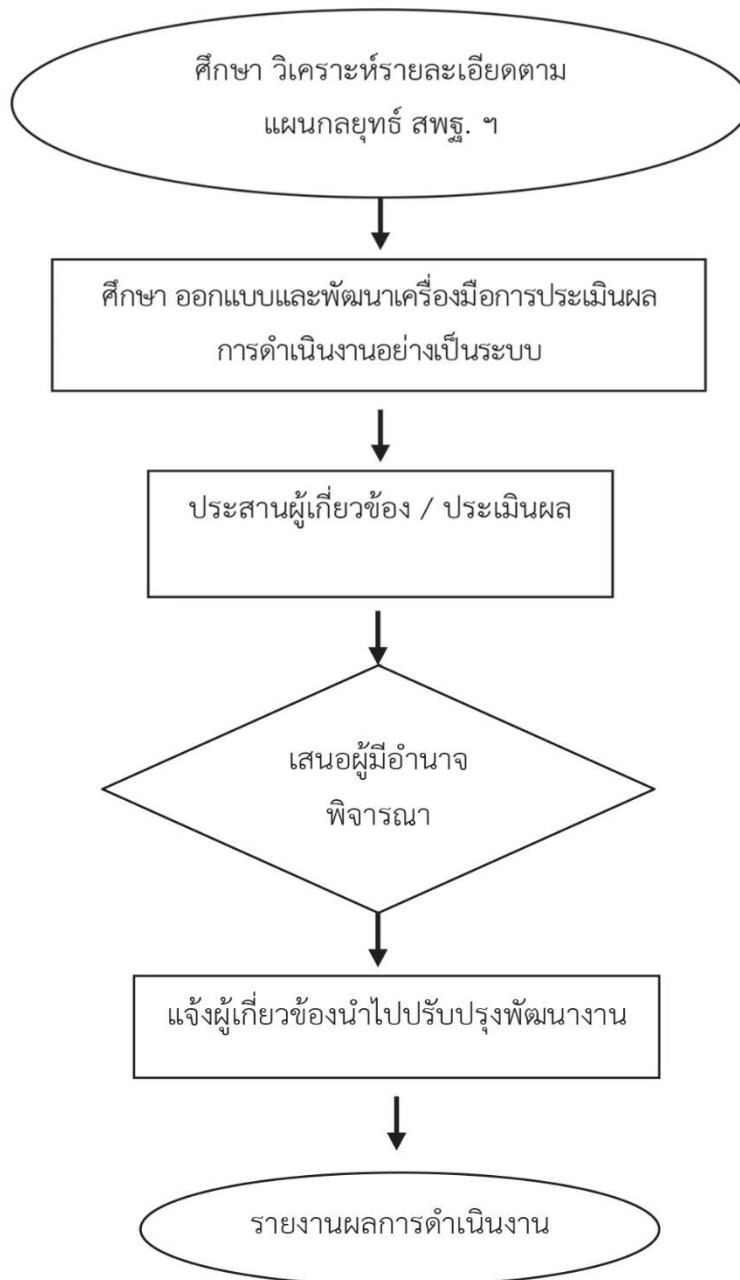 ศึกษา วิเคราะห์รายละเอียดตาม
แผนกลยุทธ์ สพฐ. ฯ
ศึกษา ออกแบบและพัฒนาเครื่องมือการประเมินผล
การดำเนินงานอย่างเป็นระบบ
ประสานผู้เกี่ยวข้อง / ประเมินผล
เสนอผู้มีอำนาจ
พิจารณา
แจ้งผู้เกี่ยวข้องนำไปปรับปรุงพัฒนางาน
รายงานผลการดำเนินงาน